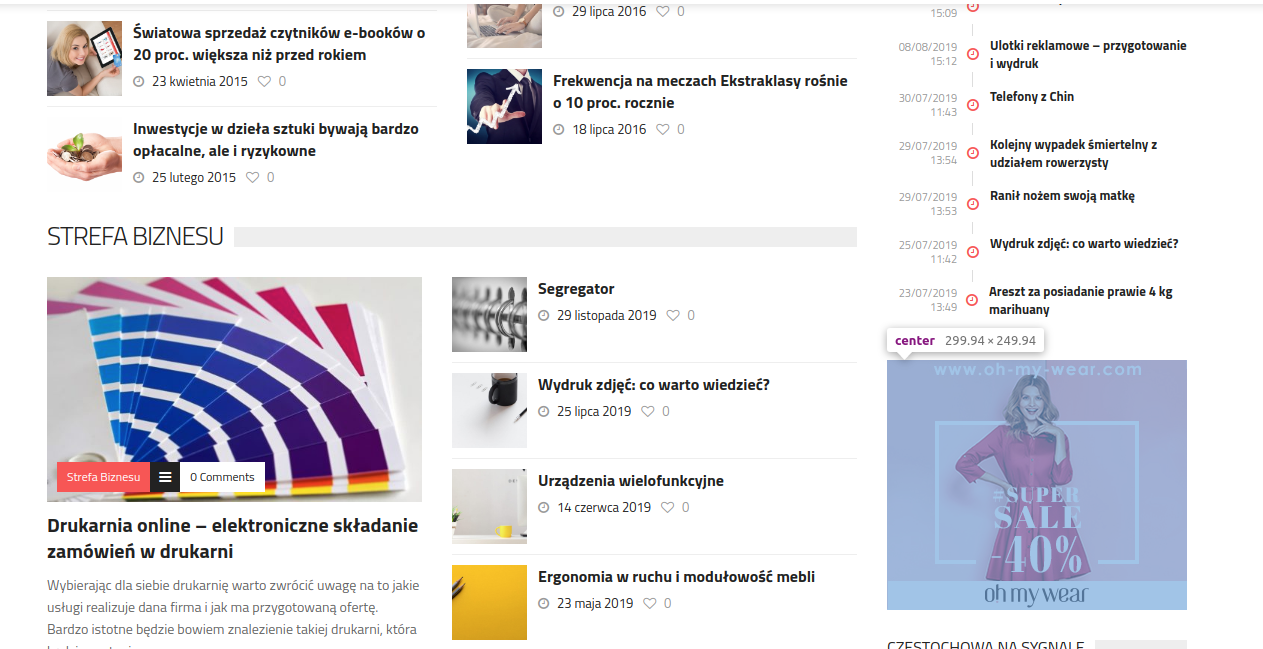 Światowa sprzedaż czytników e-booków o
20 proc. większa niż przed rokiem
23 kwietnia 2015 0
Inwestycje w dzieła sztuki bywają bardzo
opłacalne, ale i ryzykowne
25 lutego 2015 0
29 lipca 2016 0
Frekwencja na meczach Ekstraklasy rośnie
o 10 proc. rocznie
18 lipca 2016 0
STREFA BIZNESU
Strefa Biznesu
0 Comments
Drukarnia online – elektroniczne składanie
zamówień w drukarni
Wybierając dla siebie drukarnię warto zwrócić uwagę na to jakie
usługi realizuje dana firma i jak ma przygotowaną ofertę.
Bardzo istotne będzie bowiem znalezienie takiej drukarni, która
Segregator
29 listopada 2019 0
Wydruk zdjęć: co warto wiedzieć?
25 lipca 2019 0
Urządzenia wielofunkcyjne
14 czerwca 2019 0
Ergonomia w ruchu i modułowość mebli
23 maja 2019 0
15:09
08/08/2019
15:12
Ulotki reklamowe – przygotowanie
i wydruk
30/07/2019
11:43
Telefony z Chin
29/07/2019
13:54
Kolejny wypadek śmiertelny z
udziałem rowerzysty
29/07/2019
13:53
Ranił nożem swoją matkę
25/07/2019
11:42
Wydruk zdjęć: co warto wiedzieć?
23/07/2019
13:49
Areszt za posiadanie prawie 4 kg
marihuany
center 299.94 × 249.94
www.oh-my-wear.com
#SUPER
SALE
-40%
oh my wear
CZĘSTOCHOWA NA SYGNALE